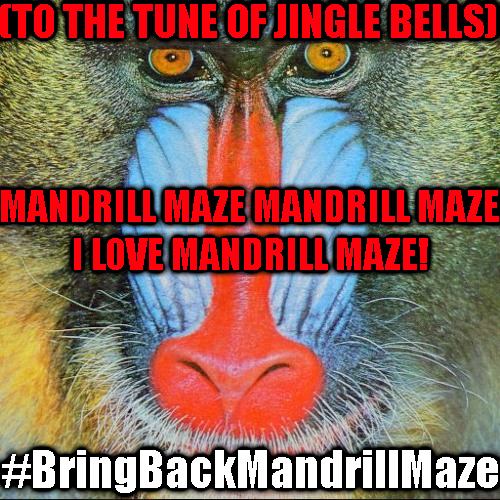 (TO THE TUNE OF JINGLE BELLS)
MANDRILL MAZE MANDRILL MAZE
I LOVE MANDRILL MAZE!
#BringBackMandrillMaze